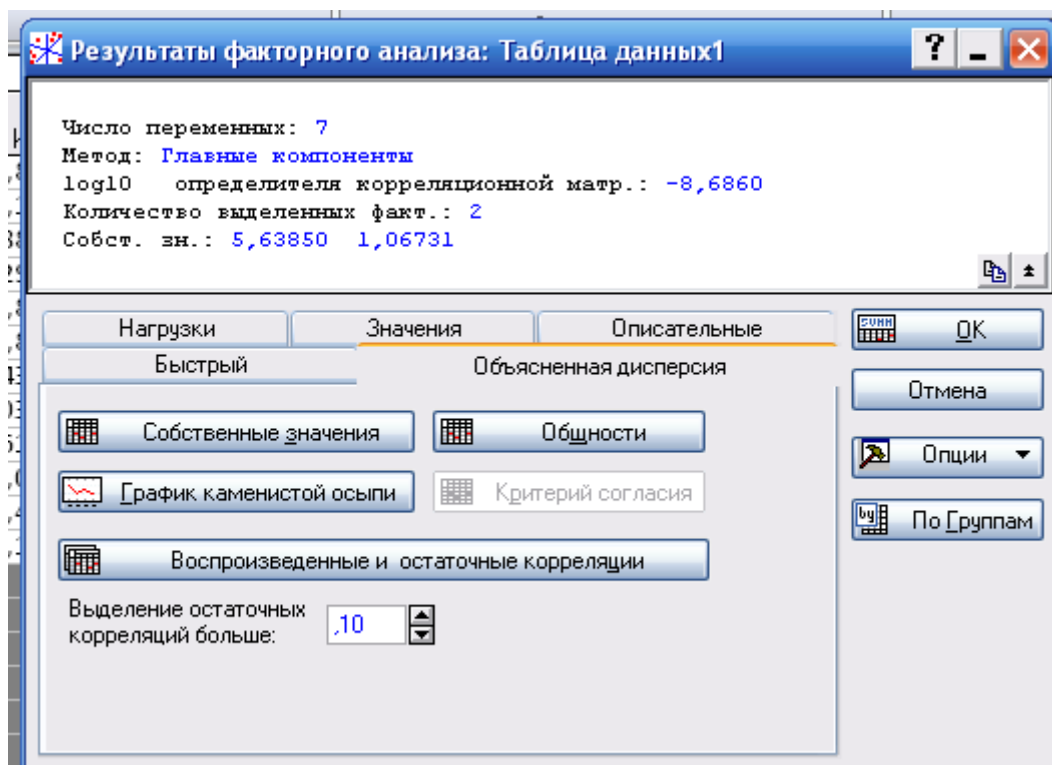 Результаты факторного анализа: Таблица данных1
Число переменных: 7
Метод: Главные компоненты
log10 определителя корреляционной матр.: -8,6860
Количество выделенных факт.: 2
Собст. зн.: 5,63850 1,06731
Нагрузки Значения Описательные
Быстрый Объясненная дисперсия
Собственные значения Общности
График каменистой осыпи Критерий согласия
Воспроизведенные и остаточные корреляции
Выделение остаточных
корреляций больше: ,10
OK
Отмена
Опции
По Группам